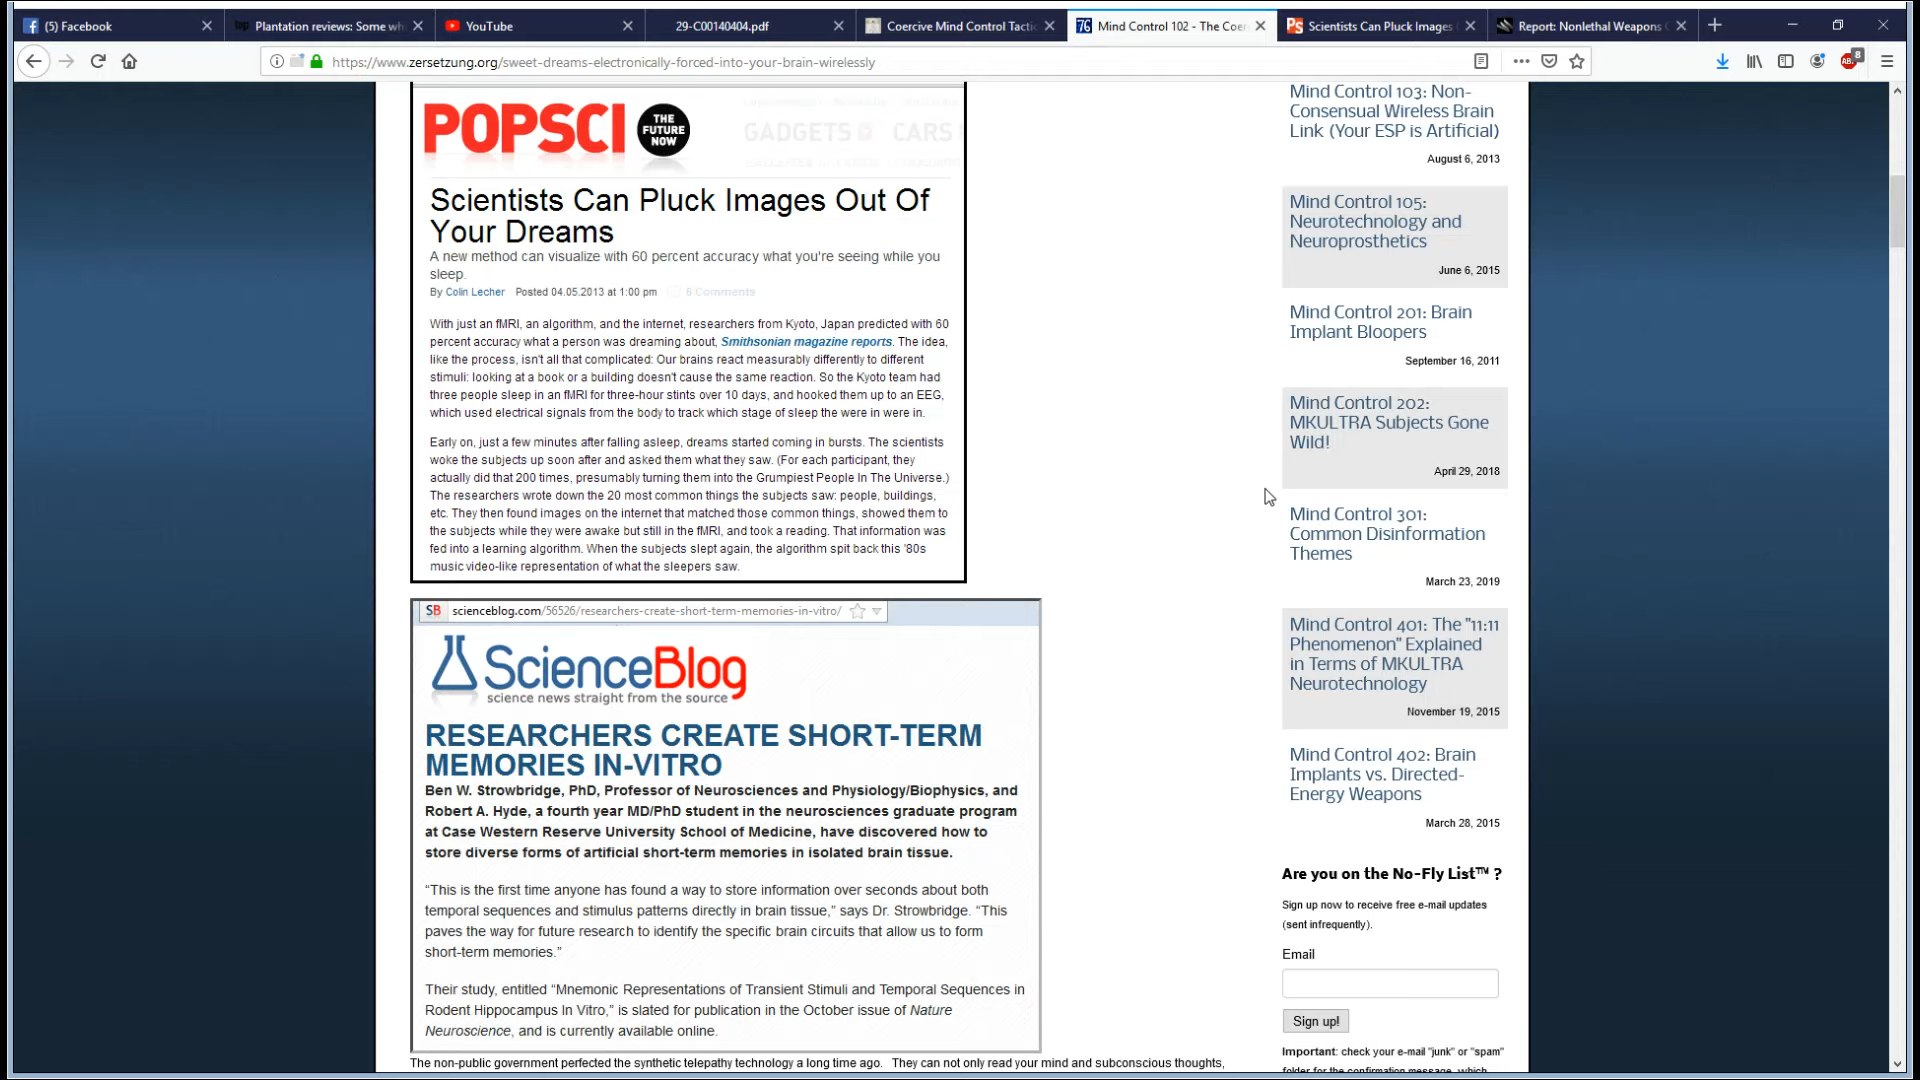 (5) Facebook
Plantation reviews: Some wh
YouTube
29-C00140404.pdf
Coercive Mind Control Tactic
Mind Control 102 - The Coer
Scientists Can Pluck Images
Report: Nonlethal Weapons
https://www.zersetzung.org/sweet-dreams-electronically-forced-into-your-brain-wirelessly
8
POPSCI
THE
FUTURE
NOW
GADGETS
CARS
Scientists Can Pluck Images Out Of
Your Dreams
A new method can visualize with 60 percent accuracy what you're seeing while you
sleep.
By Colin Lecher Posted 04.05.2013 at 1:00 pm 6 Comments
With just an fMRI, an algorithm, and the internet, researchers from Kyoto, Japan predicted with 60
percent accuracy what a person was dreaming about, Smithsonian magazine reports. The idea,
like the process, isn't all that complicated: Our brains react measurably differently to different
stimuli: looking at a book or a building doesn't cause the same reaction. So the Kyoto team had
three people sleep in an fMRI for three-hour stints over 10 days, and hooked them up to an EEG,
which used electrical signals from the body to track which stage of sleep the were in were in.
Early on, just a few minutes after falling asleep, dreams started coming in bursts. The scientists
woke the subjects up soon after and asked them what they saw. (For each participant, they
actually did that 200 times, presumably turning them into the Grumpiest People In The Universe.)
The researchers wrote down the 20 most common things the subjects saw: people, buildings,
etc. They then found images on the internet that matched those common things, showed them to
the subjects while they were awake but still in the fMRI, and took a reading. That information was
fed into a learning algorithm. When the subjects slept again, the algorithm spit back this '80s
music video-like representation of what the sleepers saw.
SB scienceblog.com/56526/researchers-create-short-term-memories-in-vitro/
ScienceBlog
science news straight from the source
RESEARCHERS CREATE SHORT-TERM
MEMORIES IN-VITRO
Ben W. Strowbridge, PhD, Professor of Neurosciences and Physiology/Biophysics, and
Robert A. Hyde, a fourth year MD/PhD student in the neurosciences graduate program
at Case Western Reserve University School of Medicine, have discovered how to
store diverse forms of artificial short-term memories in isolated brain tissue.
“This is the first time anyone has found a way to store information over seconds about both
temporal sequences and stimulus patterns directly in brain tissue,” says Dr. Strowbridge. “This
paves the way for future research to identify the specific brain circuits that allow us to form
short-term memories.”
Their study, entitled “Mnemonic Representations of Transient Stimuli and Temporal Sequences in
Rodent Hippocampus In Vitro,” is slated for publication in the October issue of Nature
Neuroscience, and is currently available online.
The non-public government perfected the synthetic telepathy technology a long time ago. They can not only read your mind and subconscious thoughts,
Mind Control 103: Non-
Consensual Wireless Brain
Link (Your ESP is Artificial)
August 6, 2013
Mind Control 105:
Neurotechnology and
Neuroprosthetics
June 6, 2015
Mind Control 201: Brain
Implant Bloopers
September 16, 2011
Mind Control 202:
MKULTRA Subjects Gone
Wild!
April 29, 2018
Mind Control 301:
Common Disinformation
Themes
March 23, 2019
Mind Control 401: The "11:11
Phenomenon" Explained
in Terms of MKULTRA
Neurotechnology
November 19, 2015
Mind Control 402: Brain
Implants vs. Directed-
Energy Weapons
March 28, 2015
Are you on the No-Fly List™ ?
Sign up now to receive free e-mail updates
(sent infrequently).
Email
Sign up!
Important: check your e-mail "junk" or "spam"
folder for the confirmation message, which